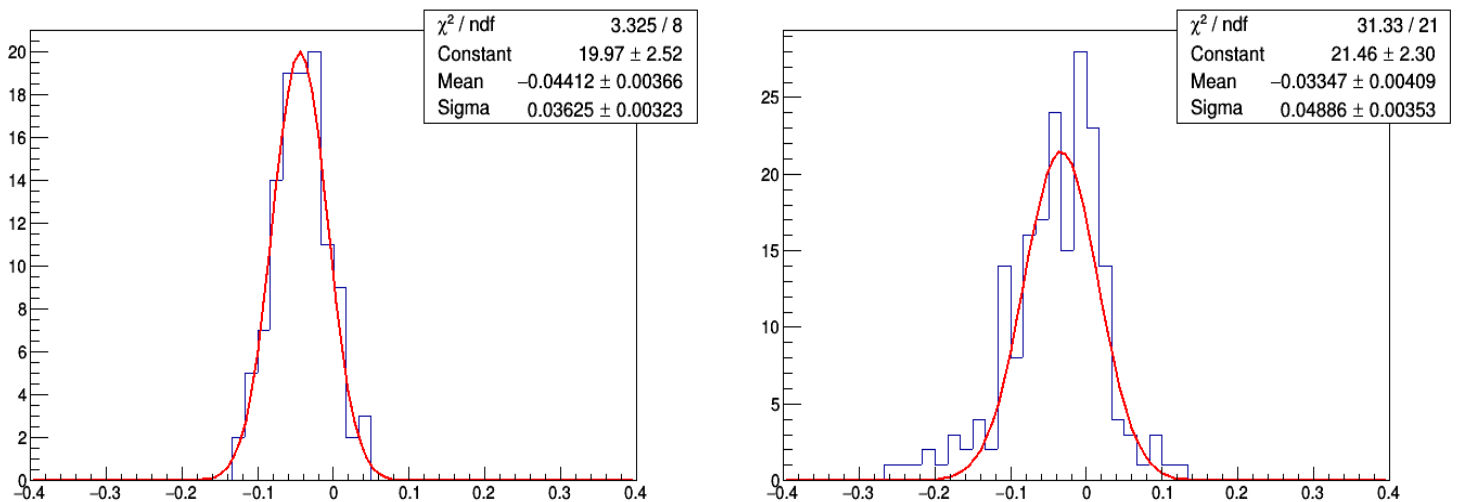 χ² / ndf 3.325 / 8
Constant 19.97 ± 2.52
Mean −0.04412 ± 0.00366
Sigma 0.03625 ± 0.00323
20
18
16
14
12
10
8
6
4
2
0
−0.4 −0.3 −0.2 −0.1 0 0.1 0.2 0.3 0.4
χ² / ndf 31.33 / 21
Constant 21.46 ± 2.30
Mean −0.03347 ± 0.00409
Sigma 0.04886 ± 0.00353
25
20
15
10
5
0
−0.4 −0.3 −0.2 −0.1 0 0.1 0.2 0.3 0.4